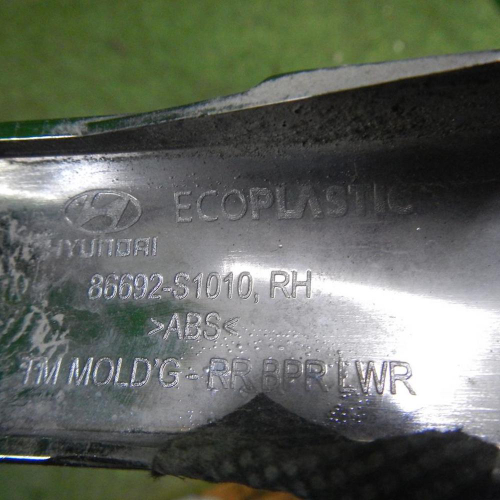 ECOPLASTIC
HYUNDAI
86692-S1010, RH
>ABS<
TM MOLD'G - RR BPR LWR